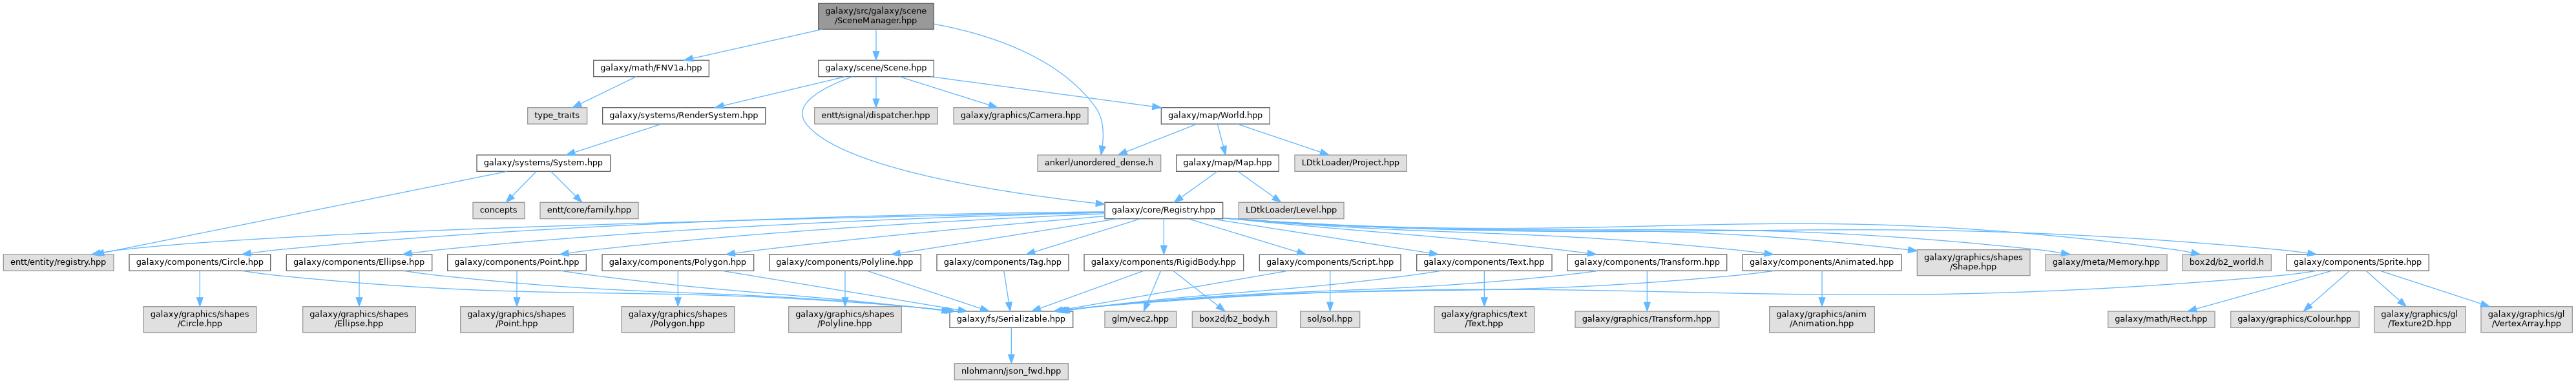 galaxy/src/galaxy/scene
/SceneManager.hpp
galaxy/math/FNV1a.hpp
galaxy/scene/Scene.hpp
type_traits
galaxy/systems/RenderSystem.hpp
entt/signal/dispatcher.hpp
galaxy/graphics/Camera.hpp
galaxy/map/World.hpp
galaxy/systems/System.hpp
ankerl/unordered_dense.h
galaxy/map/Map.hpp
LDtkLoader/Project.hpp
concepts
entt/core/family.hpp
galaxy/core/Registry.hpp
LDtkLoader/Level.hpp
entt/entity/registry.hpp
galaxy/components/Circle.hpp
galaxy/components/Ellipse.hpp
galaxy/components/Point.hpp
galaxy/components/Polygon.hpp
galaxy/components/Polyline.hpp
galaxy/components/Tag.hpp
galaxy/components/RigidBody.hpp
galaxy/components/Script.hpp
galaxy/components/Text.hpp
galaxy/components/Transform.hpp
galaxy/components/Animated.hpp
galaxy/graphics/shapes
/Shape.hpp
galaxy/meta/Memory.hpp
box2d/b2_world.h
galaxy/components/Sprite.hpp
galaxy/graphics/shapes
/Circle.hpp
galaxy/graphics/shapes
/Ellipse.hpp
galaxy/graphics/shapes
/Point.hpp
galaxy/graphics/shapes
/Polygon.hpp
galaxy/graphics/shapes
/Polyline.hpp
galaxy/fs/Serializable.hpp
glm/vec2.hpp
box2d/b2_body.h
sol/sol.hpp
galaxy/graphics/text
/Text.hpp
galaxy/graphics/Transform.hpp
galaxy/graphics/anim
/Animation.hpp
galaxy/math/Rect.hpp
galaxy/graphics/Colour.hpp
galaxy/graphics/gl
/Texture2D.hpp
galaxy/graphics/gl
/VertexArray.hpp
nlohmann/json_fwd.hpp